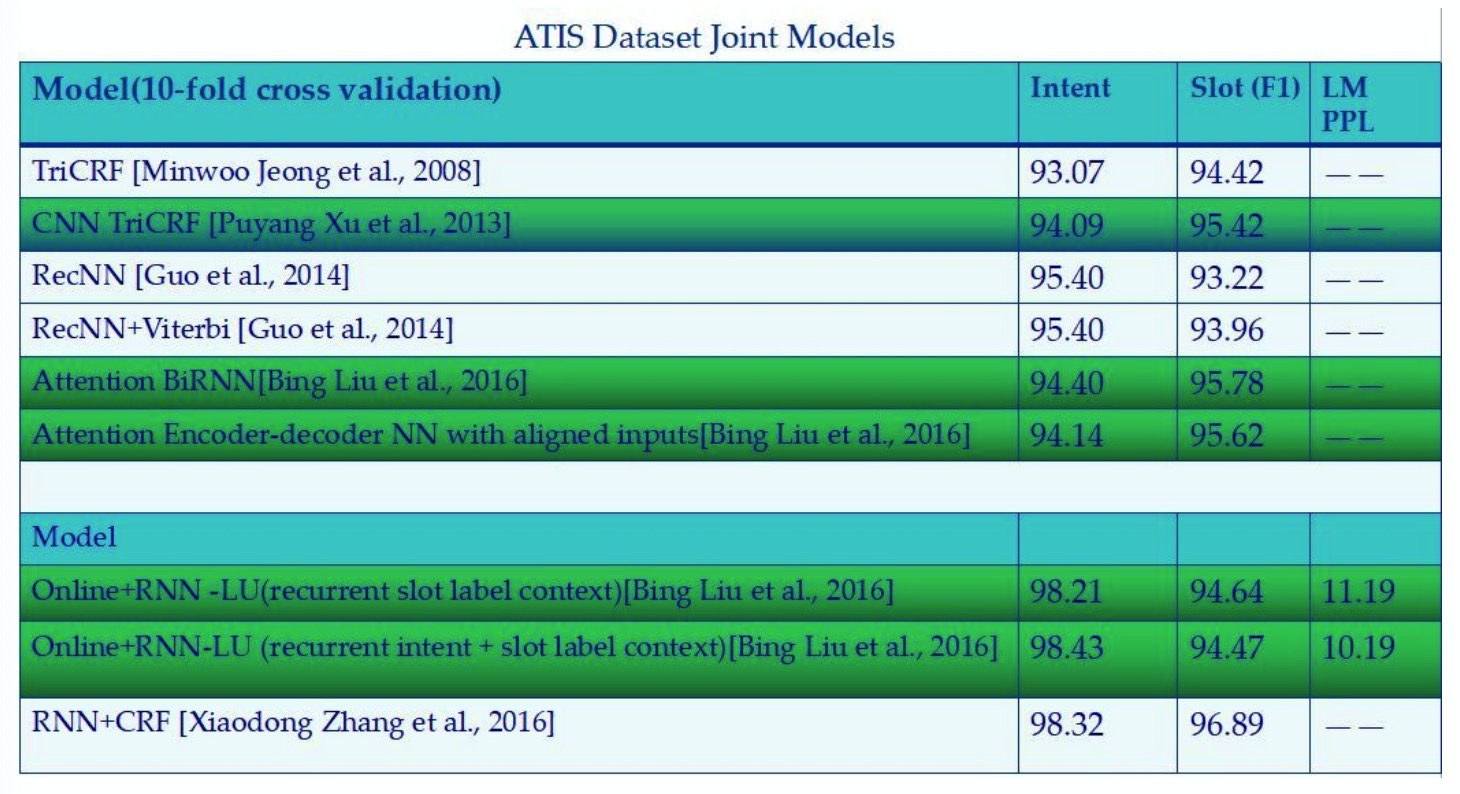 ATIS Dataset Joint Models
Model(10-fold cross validation) Intent Slot (F1) LM PPL
TriCRF [Minwoo Jeong et al., 2008] 93.07 94.42 — —
CNN TriCRF [Puyang Xu et al., 2013] 94.09 95.42 — —
RecNN [Guo et al., 2014] 95.40 93.22 — —
RecNN+Viterbi [Guo et al., 2014] 95.40 93.96 — —
Attention BiRNN[Bing Liu et al., 2016] 94.40 95.78 — —
Attention Encoder-decoder NN with aligned inputs[Bing Liu et al., 2016] 94.14 95.62 — —
Model
Online+RNN -LU(recurrent slot label context)[Bing Liu et al., 2016] 98.21 94.64 11.19
Online+RNN-LU (recurrent intent + slot label context)[Bing Liu et al., 2016] 98.43 94.47 10.19
RNN+CRF [Xiaodong Zhang et al., 2016] 98.32 96.89 — —